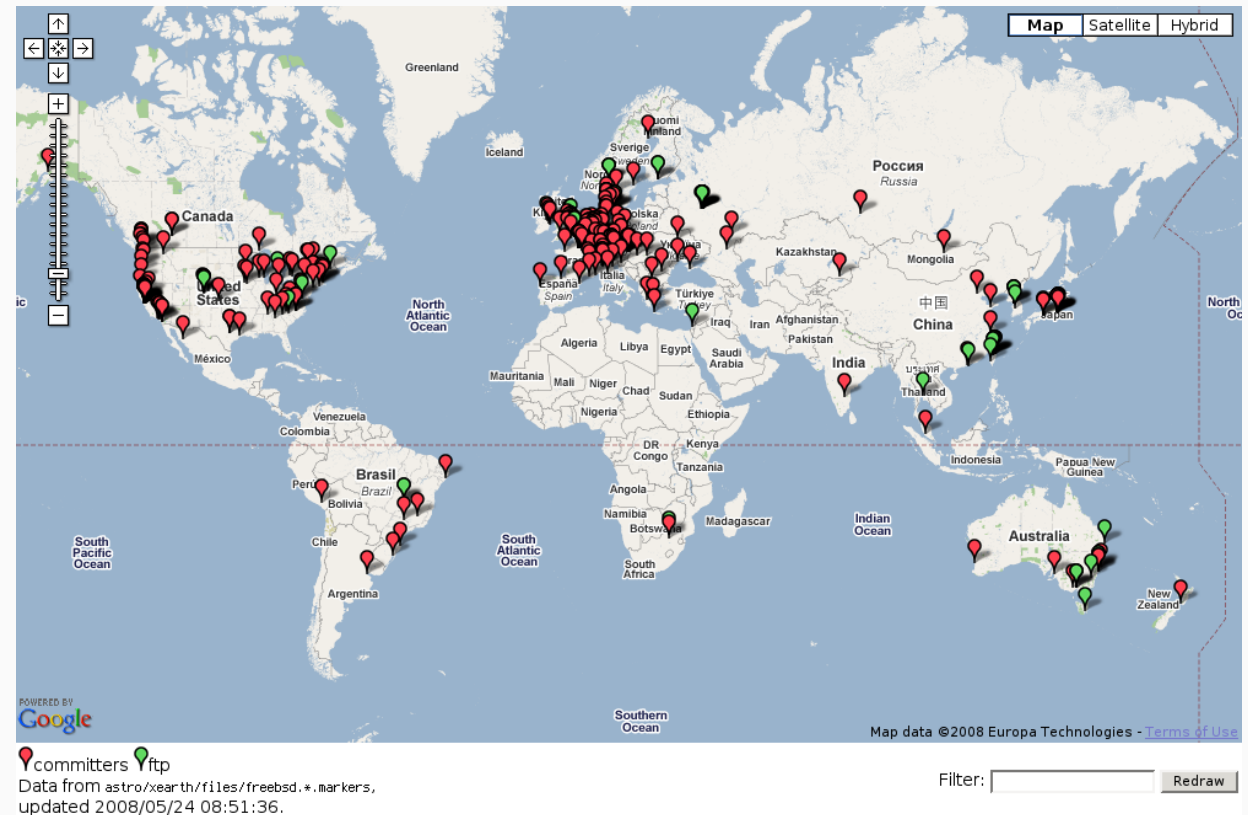 Map Satellite Hybrid
Greenland
Iceland
Suomi
Finland
Sverige
Sweden
Россия
Russia
Canada
United
States
Kazakhstan
Mongolia
Italia
Italy
España
Spain
Türkiye
Turkey
中国
China
Japan
North
Atlantic
Ocean
North
Iraq
Iran
Afghanistan
Pakistan
México
Algeria
Libya
Egypt
Saudi
Arabia
India
Mauritania
Mali
Niger
Chad
Sudan
Thailand
Nigeria
Ethiopia
Venezuela
Colombia
DR
Congo
Kenya
Tanzania
Indonesia
Papua New
Guinea
Brasil
Brazil
Perú
Bolivia
Angola
Namibia
Botswana
Madagascar
Indian
Ocean
Australia
South
Pacific
Ocean
Chile
South
Atlantic
Ocean
South
Africa
Argentina
New
Zealand
Southern
Ocean
POWERED BY
Google
Map data ©2008 Europa Technologies - Terms of Use
committers ftp
Data from astro/xearth/files/freebsd.*.markers,
updated 2008/05/24 08:51:36.
Filter: Redraw